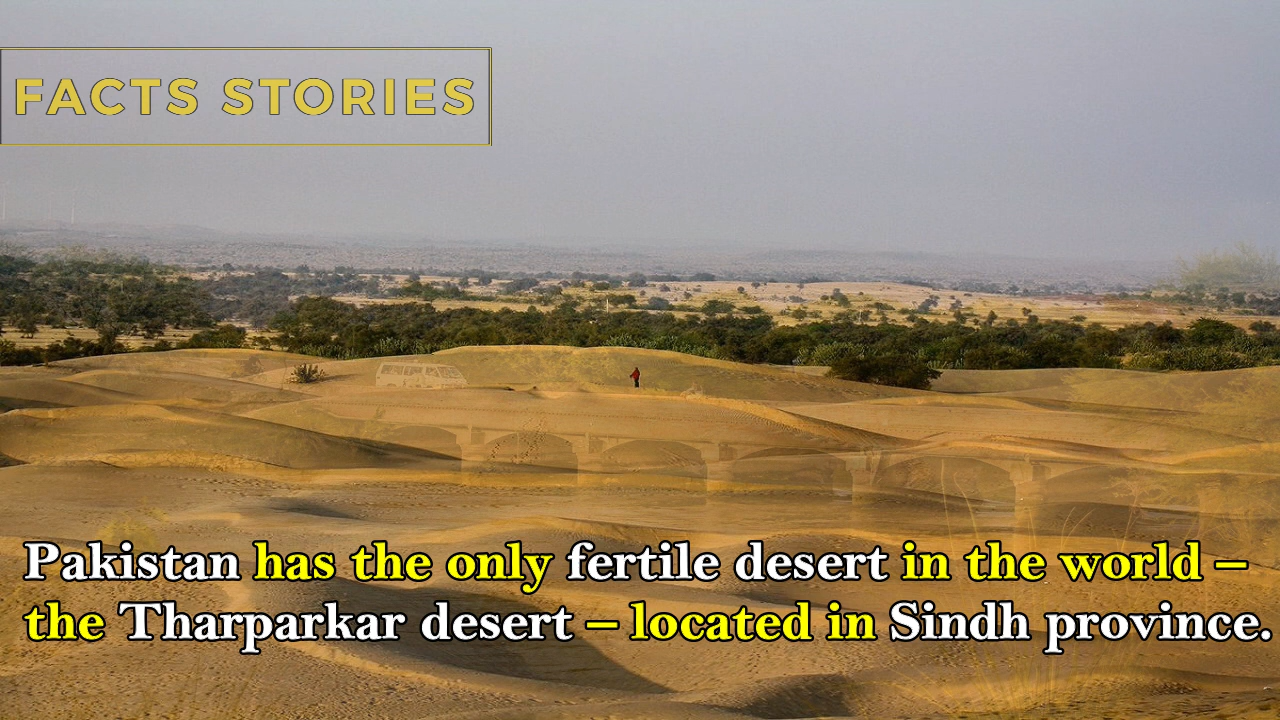 FACTS STORIES
Pakistan has the only fertile desert in the world –
the Tharparkar desert – located in Sindh province.